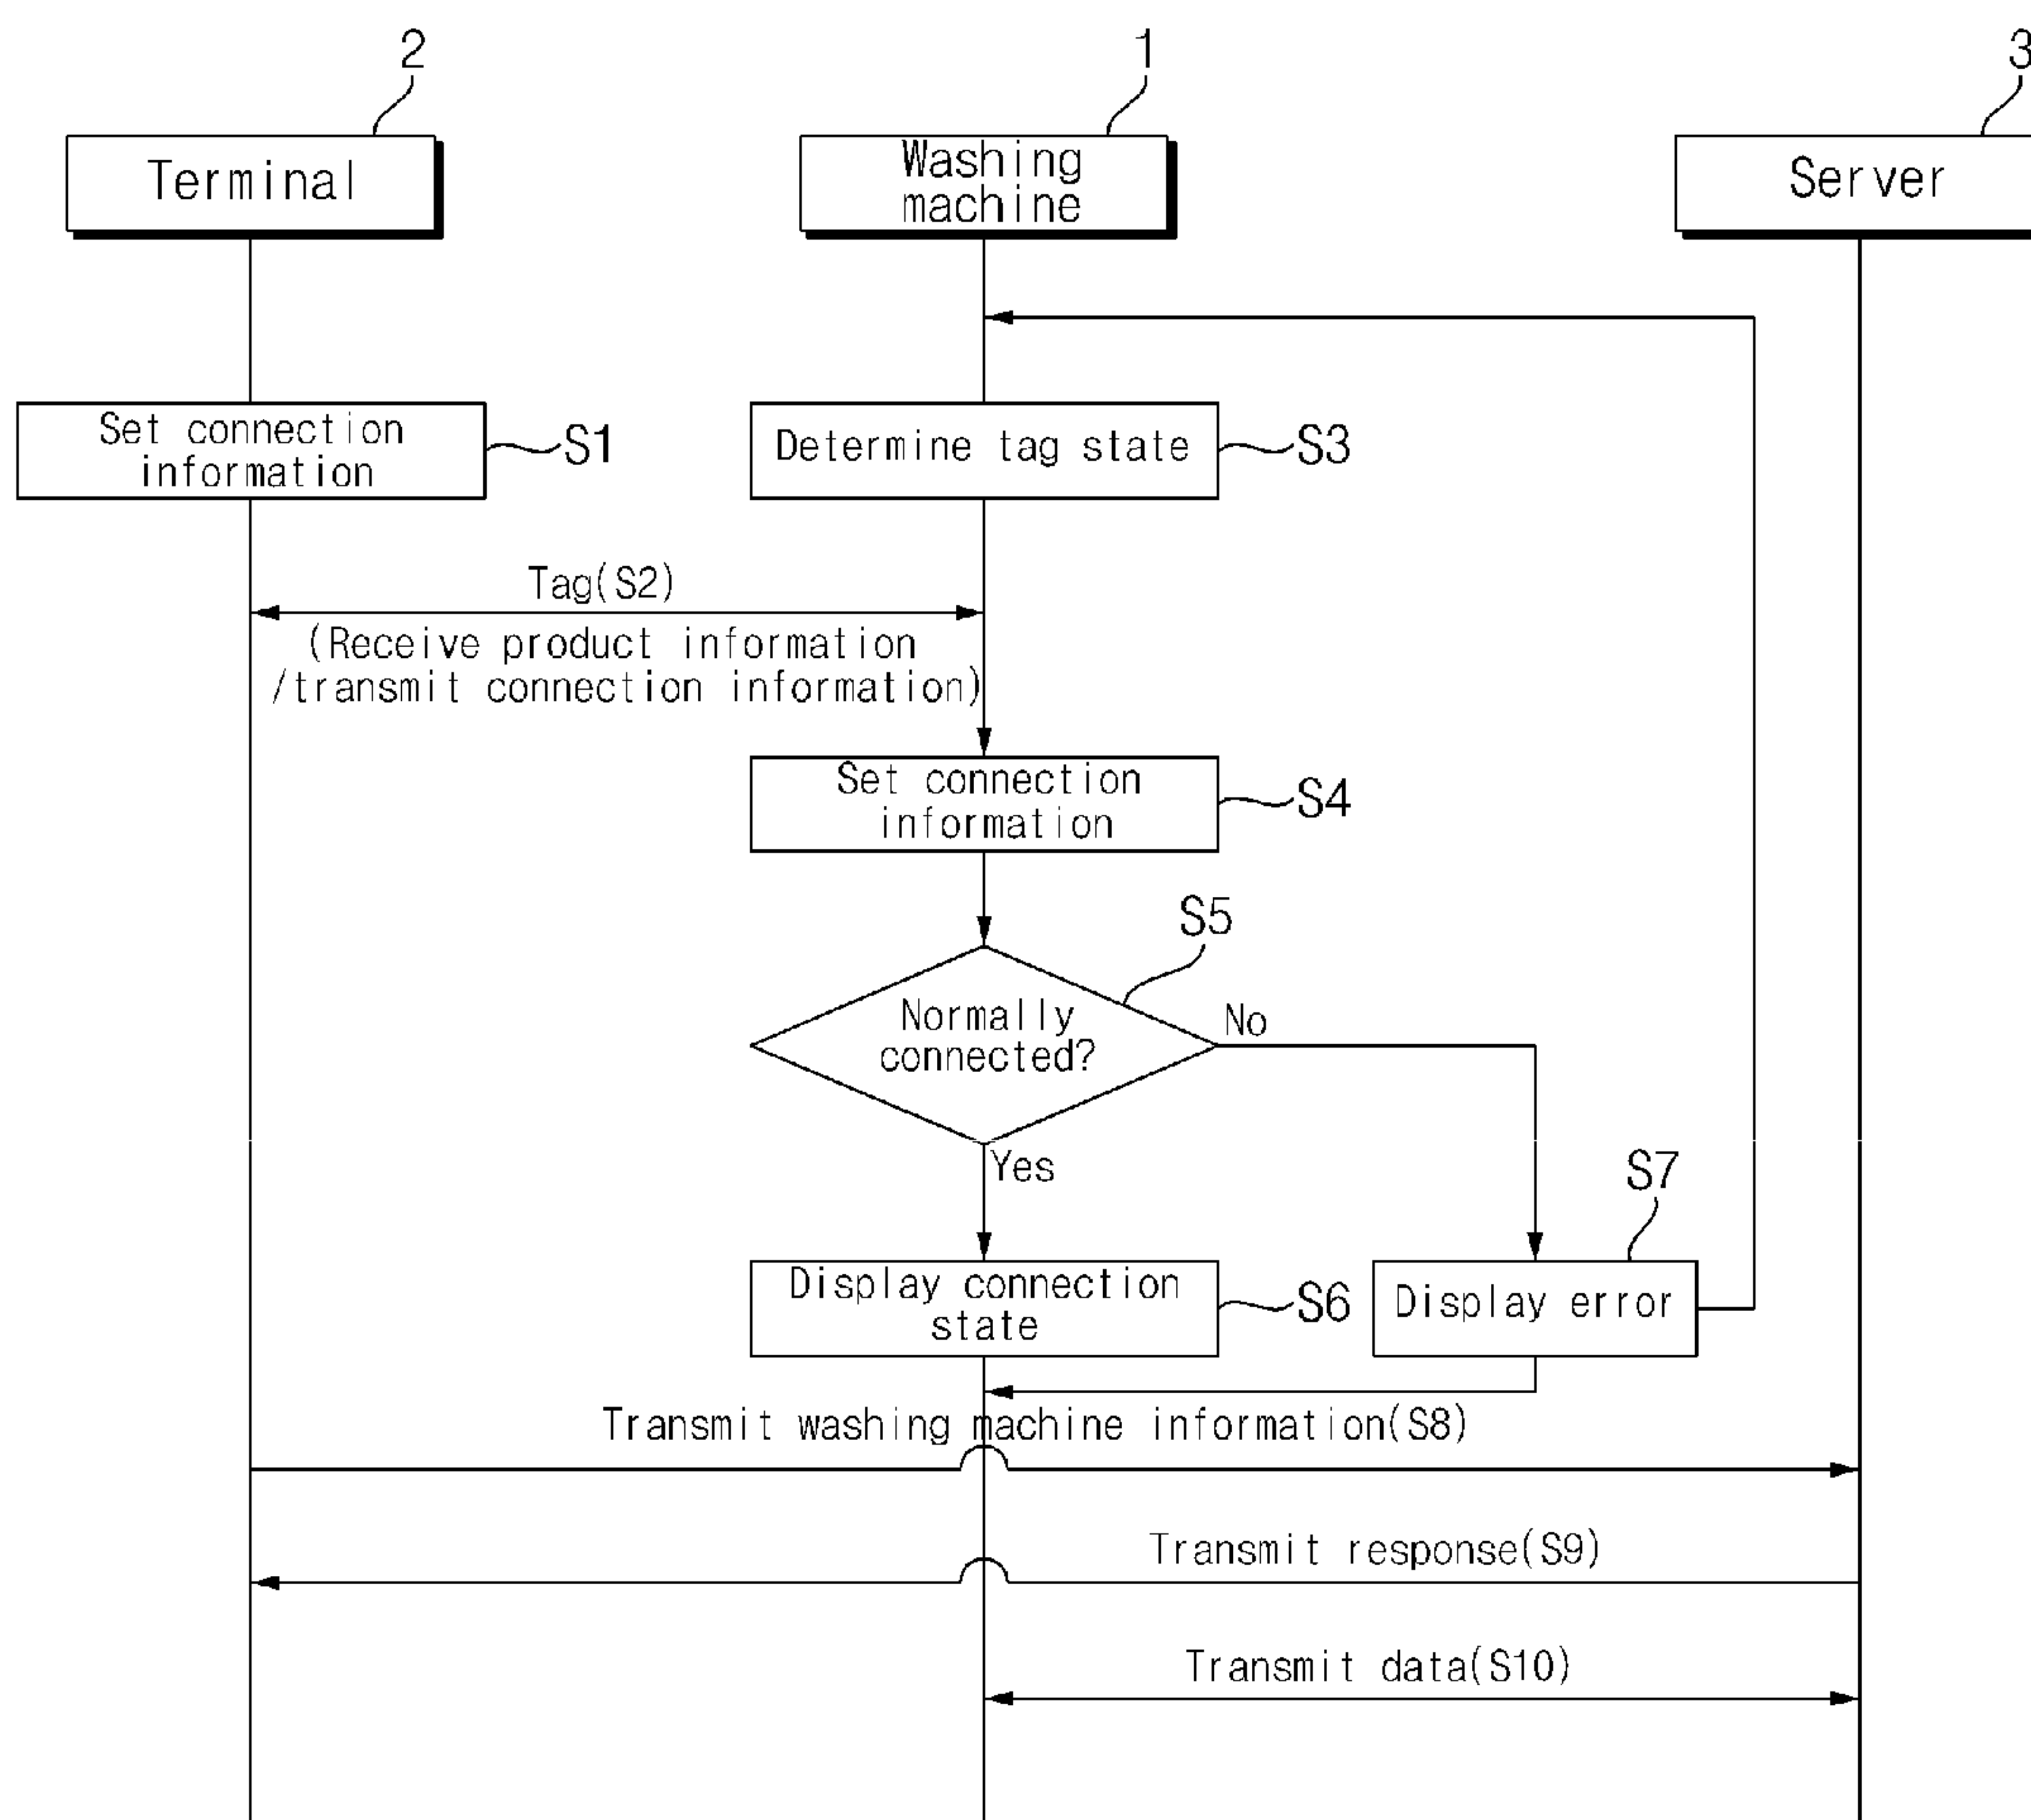 2
1
3
Terminal
Washing
machine
Server
Set connection
information
S1
Determine tag state
S3
Tag(S2)
(Receive product information
/transmit connection information)
Set connection
information
S4
S5
Normally
connected?
No
Yes
S7
Display connection
state
S6
Display error
Transmit washing machine information(S8)
Transmit response(S9)
Transmit data(S10)